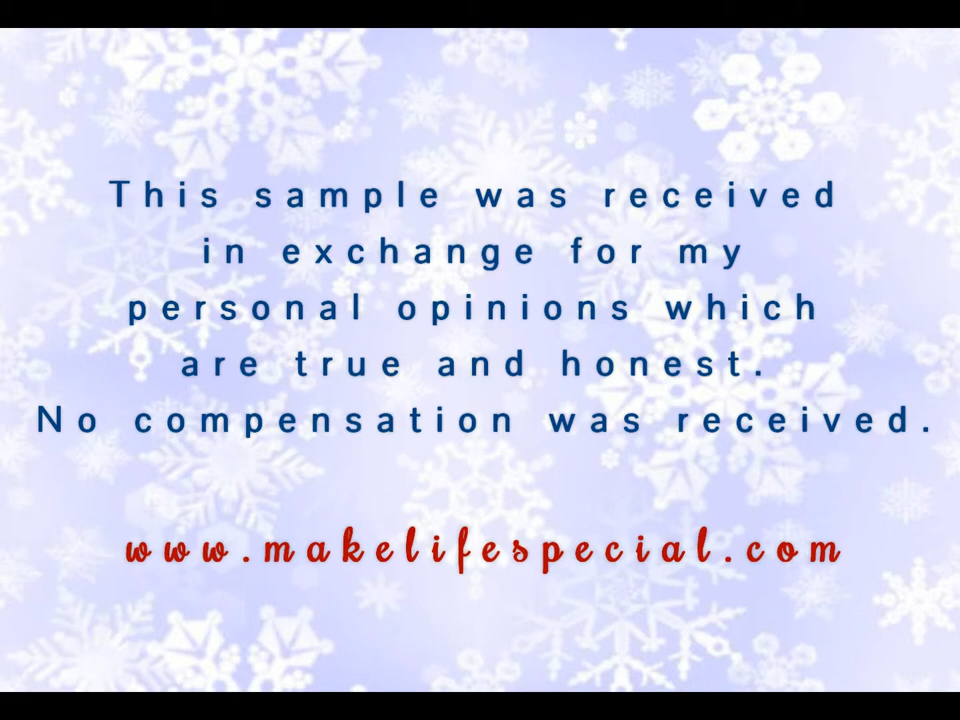 This sample was received
in exchange for my
personal opinions which
are true and honest.
No compensation was received.
www.makelifespecial.com